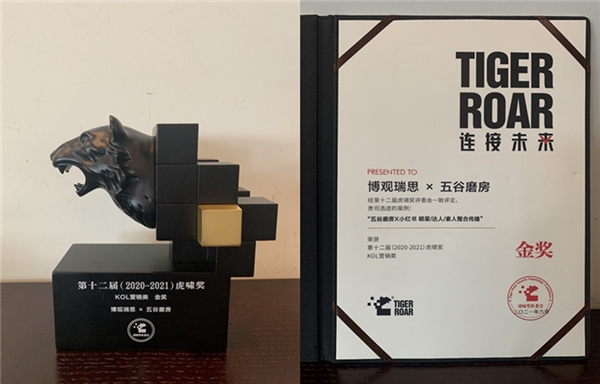 第十二届(2020-2021)虎啸奖
KOL营销类 金奖
博观瑞思 × 五谷磨房
TIGER
ROAR
连接未来
PRESENTED TO
博观瑞思 × 五谷磨房
经第十二届虎啸奖评委会一致评定,
贵司选送的案例:
"五谷磨房X小红书 明星/达人/素人整合传播"
荣获
第十二届(2020-2021)虎啸奖
KOL营销类
金奖
TIGER
ROAR
二〇二一年六月